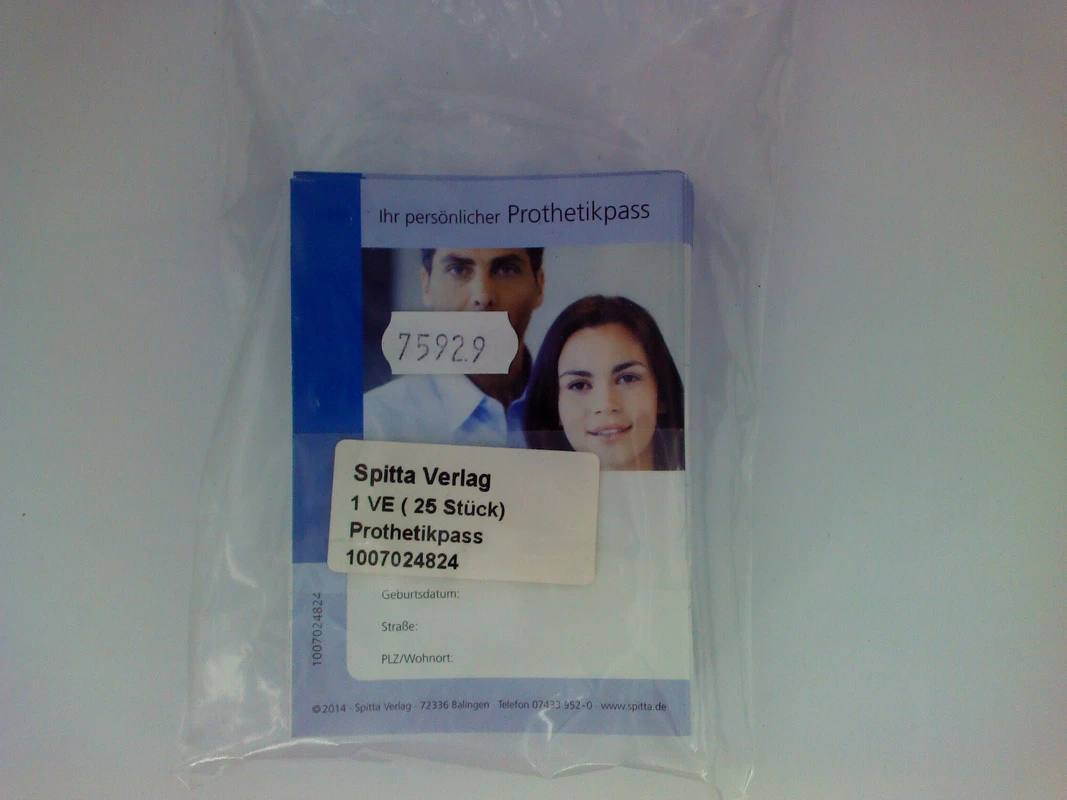 Ihr persönlicher Prothetikpass
75929
Spitta Verlag
1 VE ( 25 Stück)
Prothetikpass
1007024824
Geburtsdatum:
Straße:
PLZ/Wohnort:
1007024824
©2014 · Spitta Verlag · 72336 Balingen Telefon 07433 952-0 · www.spitta.de